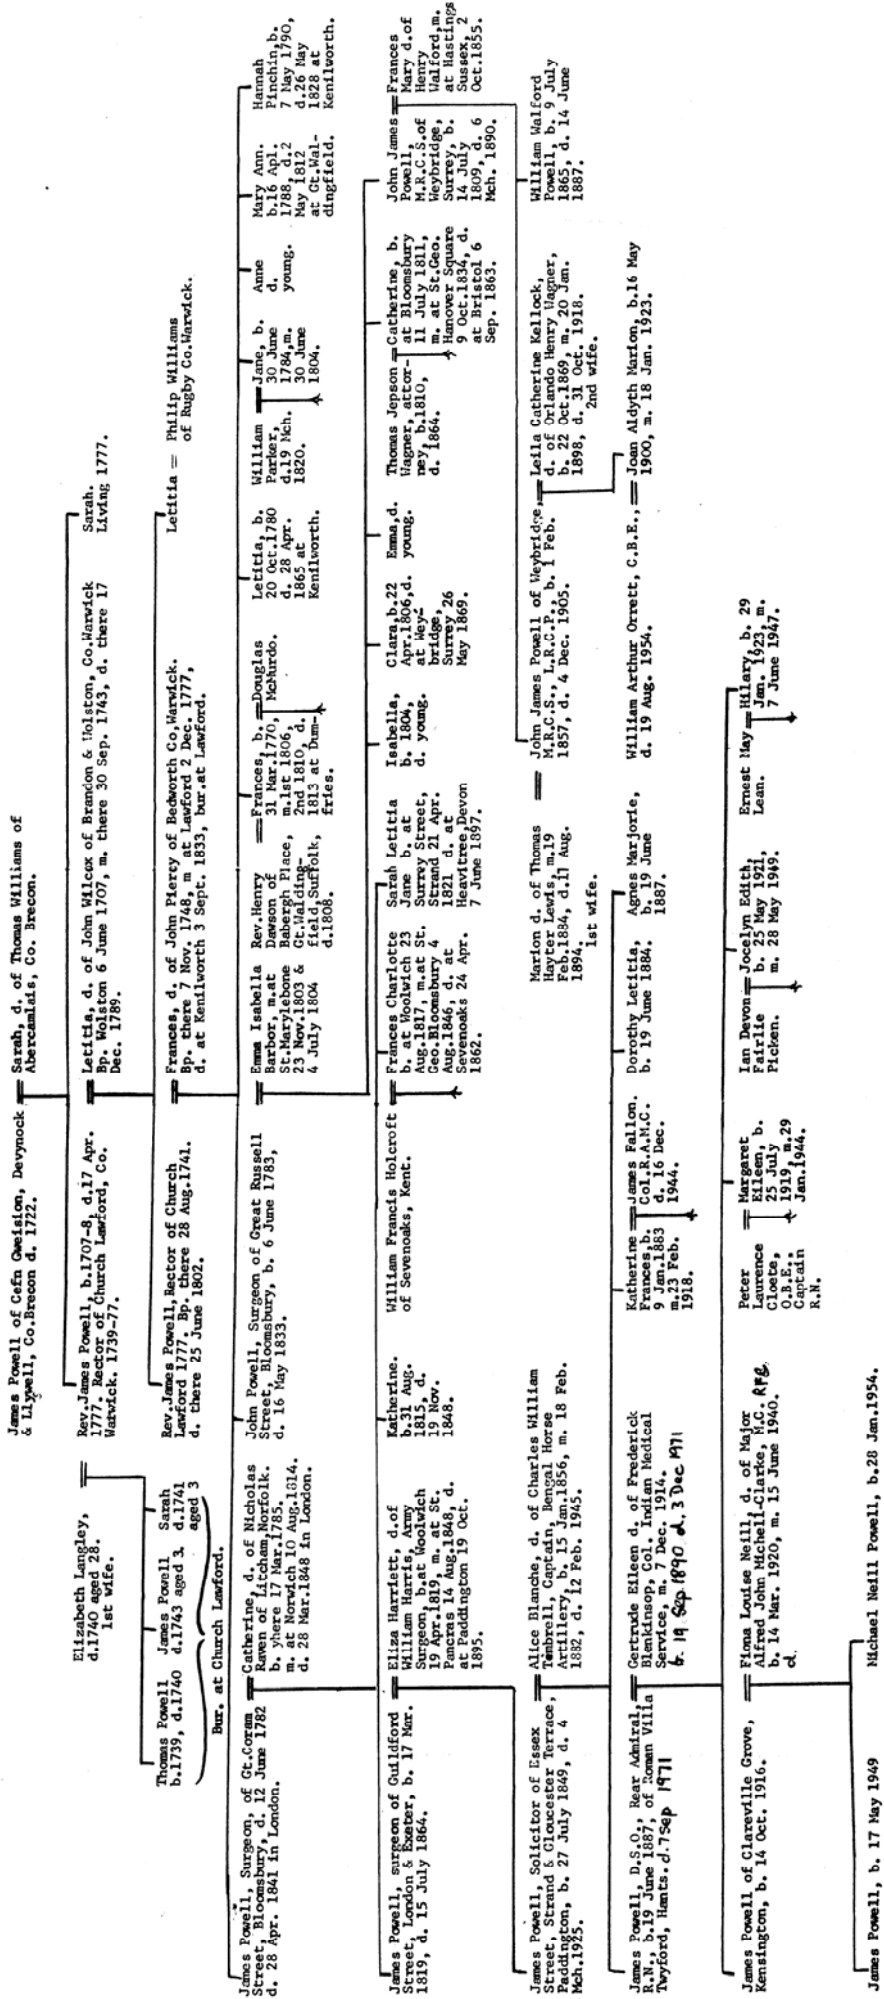 James Powell of Cefn Gweision, Devynock
& Llywell, Co.Brecon d. 1722.
Sarah, d. of Thomas Williams of
Abercamlais, Co. Brecon.
Elizabeth Langley,
d.1740 aged 28.
1st wife.
Rev.James Powell, b.1707-8, d.17 Apr.
1777. Rector of Church Lawford, Co.
Warwick. 1739-77.
Letitia, d. of John Wilcox of Brandon & Wolston, Co.Warwick
Bp. Wolston 6 June 1707, m. there 30 Sep. 1743, d. there 17
Dec. 1789.
Sarah.
Living 1777.
Thomas Powell
b.1739, d.1740
James Powell
d.1743 aged 3.
Sarah
d.1741
aged 3
Bur. at Church Lawford.
Rev.James Powell, Rector of Church
Lawford 1777. Bp. there 28 Aug.1741.
d. there 25 June 1802.
Frances, d. of John Piercy of Bedworth Co,Warwick.
Bp. there 7 Nov. 1748, m at Lawford 2 Dec. 1777,
d. at Kenilworth 3 Sept. 1833, bur.at Lawford.
Letitia = Philip Williams
of Rugby Co.Warwick.
James Powell, Surgeon, of Gt.Coram
Street, Bloomsbury, d. 12 June 1782
d. 28 Apr. 1841 in London.
Catherine, d. of Nicholas
Raven of Litcham,Norfolk.
b. yhere 17 Mar.1785.
m. at Norwich 10 Aug.1814.
d. 28 Mar.1848 in London.
John Powell, Surgeon of Great Russell
Street, Bloomsbury, b. 6 June 1783,
d. 16 May 1833.
Emma Isabella
Barbor, m.at
St.Marylebone
23 Nov.1803 &
4 July 1804
Rev.Henry
Dawson of
Babergh Place,
Gt.Walding-
field,Suffolk,
d.1808.
Frances, b.
31 Mar.1770,
m.1st 1806,
2nd 1810, d.
1813 at Dum-
fries.
Douglas
McMurdo.
Letitia, b.
20 Oct.1780
d. 28 Apr.
1865 at
Kenilworth.
William
Parker,
d.19 Mch.
1820.
Jane, b.
30 June
1784,m.
30 June
1804.
Anne
d.
young.
Mary Ann.
b.16 Apl.
1788, d.2
May 1812
at Gt.Wal-
dingfield.
Hannah
Pinchin,b.
7 May 1790,
d.26 May
1828 at
Kenilworth.
James Powell, surgeon of Guildford
Street, London & Exeter, b. 17 Mar.
1819, d. 15 July 1864.
Eliza Harriett, d.of
William Harris, Army
Surgeon, b.at Woolwich
19 Apr.1819, m. at St.
Pancras 14 Aug.1848, d.
at Paddington 19 Oct.
1895.
Katherine.
b.31 Aug.
1815, d.
19 Nov.
1848.
William Francis Holcroft
of Sevenoaks, Kent.
Frances Charlotte
b. at Woolwich 23
Aug.1817, m.at St.
Geo.Bloomsbury 4
Aug.1846, d. at
Sevenoaks 24 Apr.
1862.
Sarah Letitia
Jane b. at
Surrey Street,
Strand 21 Apr.
1821 d. at
Heavitree,Devon
7 June 1897.
Isabella,
b. 1804,
d. young.
Clara,b.22
Apr.1806,d.
at Wey-
bridge,
Surrey 26
May 1869.
Emma,d.
young.
Thomas Jepson
Wagner, attor-
ney, b.1810,
d. 1864.
Catherine, b.
at Bloomsbury
11 July 1811,
m. at St.Geo.
Hanover Square
9 Oct.1834, d.
at Bristol 6
Sep. 1863.
John James
Powell,
M.R.C.S.of
Weybridge,
Surrey, b.
14 July
1809, d. 6
Mch. 1890.
Frances
Mary d.of
Henry
Walford,m.
at Hastings
Sussex, 2
Oct.1855.
James Powell, Solicitor of Essex
Street, Strand & Gloucester Terrace,
Paddington, b. 27 July 1849, d. 4
Mch.1925.
Alice Blanche, d. of Charles William
Timbrell, Captain, Bengal Horse
Artillery, b. 15 Jan.1856, m. 18 Feb.
1882, d. 12 Feb. 1945.
Marion d. of Thomas
Hayter Lewis, m.19
Feb.1884, d.11 Aug.
1894.
1st wife.
John James Powell of Weybridge,
M.R.C.S., L.R.C.P., b. 1 Feb.
1857, d. 4 Dec. 1905.
Leila Catherine Kellock,
d. of Orlando Henry Wagner,
b. 22 Oct.1869, m. 20 Jan.
1898, d. 31 Oct. 1918.
2nd wife.
William Walford
Powell, b. 9 July
1865, d. 14 June
1887.
James Powell, D.S.O., Rear Admiral,
R.N., b.19 June 1887, of Roman Villa
Twyford, Hants. d. 7 Sep 1971
Gertrude Eileen d. of Frederick
Blenkinsop, Col. Indian Medical
Service, m. 7 Dec. 1914.
b. 19 Sep 1890 d. 3 Dec 1971
Katherine
Frances,b.
9 Jan.1883
m.23 Feb.
1918.
James Fallon.
Col.R.A.M.C.
d. 16 Dec.
1944.
Dorothy Letitia,
b. 19 June 1884.
Agnes Marjorie,
b. 19 June
1887.
William Arthur Orrett, C.B.E.,
d. 19 Aug. 1954.
Joan Aldyth Marion, b.16 May
1900, m. 18 Jan. 1923.
James Powell of Clareville Grove,
Kensington, b. 14 Oct. 1916.
Fiona Louise Neill, d. of Major
Alfred John Michell-Clarke, M.C. RFC
b. 14 Mar. 1920, m. 15 June 1940.
d.
Peter
Laurence
Cloete,
O.B.E.,
Captain
R.N.
Margaret
Eileen, b.
25 July
1919, m.29
Jan.1944.
Ian Devon
Fairlie
Picken.
Jocelyn Edith,
b. 25 May 1921,
m. 28 May 1949.
Ernest May
Lean.
Hilary, b. 29
Jan. 1923, m.
7 June 1947.
James Powell, b. 17 May 1949
Michael Neill Powell, b.28 Jan.1954.